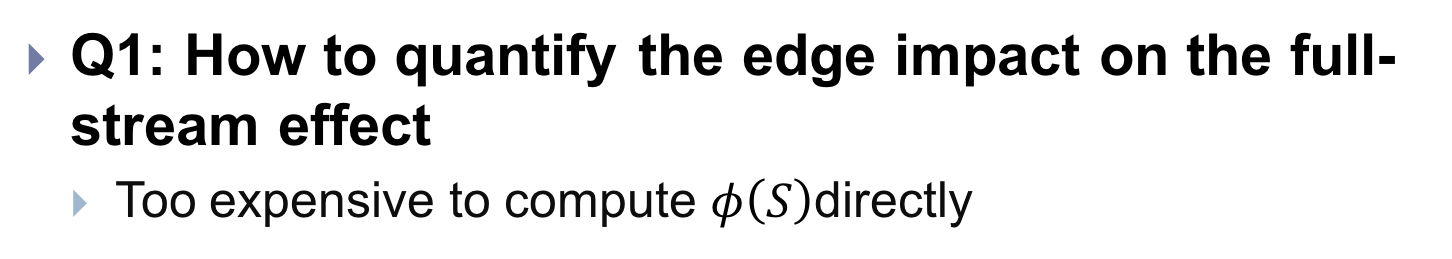 Q1: How to quantify the edge impact on the full-
stream effect
Too expensive to compute 𝜙(𝑆)directly